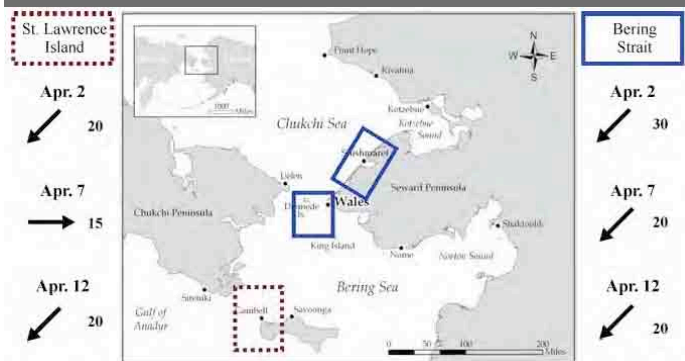 St. Lawrence
Island
Apr. 2
20
Apr. 7
15
Apr. 12
20
1000
Miles
N
W
E
S
Point Hope
Kivalina
Chukchi Sea
Kotzebue
Kotzebue
Sound
Shishmaref
Uelen
Seward Peninsula
Chukchi Peninsula
Diomede
Is.
Wales
King Island
Nome
Shaktoolik
Norton Sound
Sireniki
Bering Sea
Gambell
Savoonga
Gulf of
Anadyr
0
50
100
200
Miles
Bering
Strait
Apr. 2
30
Apr. 7
20
Apr. 12
20